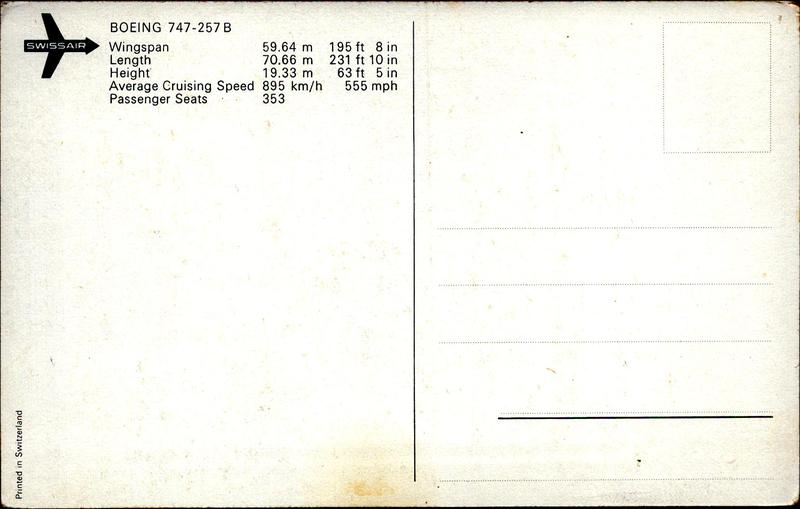 SWISSAIR
BOEING 747-257 B
Wingspan 59.64 m 195 ft 8 in
Length 70.66 m 231 ft 10 in
Height 19.33 m 63 ft 5 in
Average Cruising Speed 895 km/h 555 mph
Passenger Seats 353
Printed in Switzerland